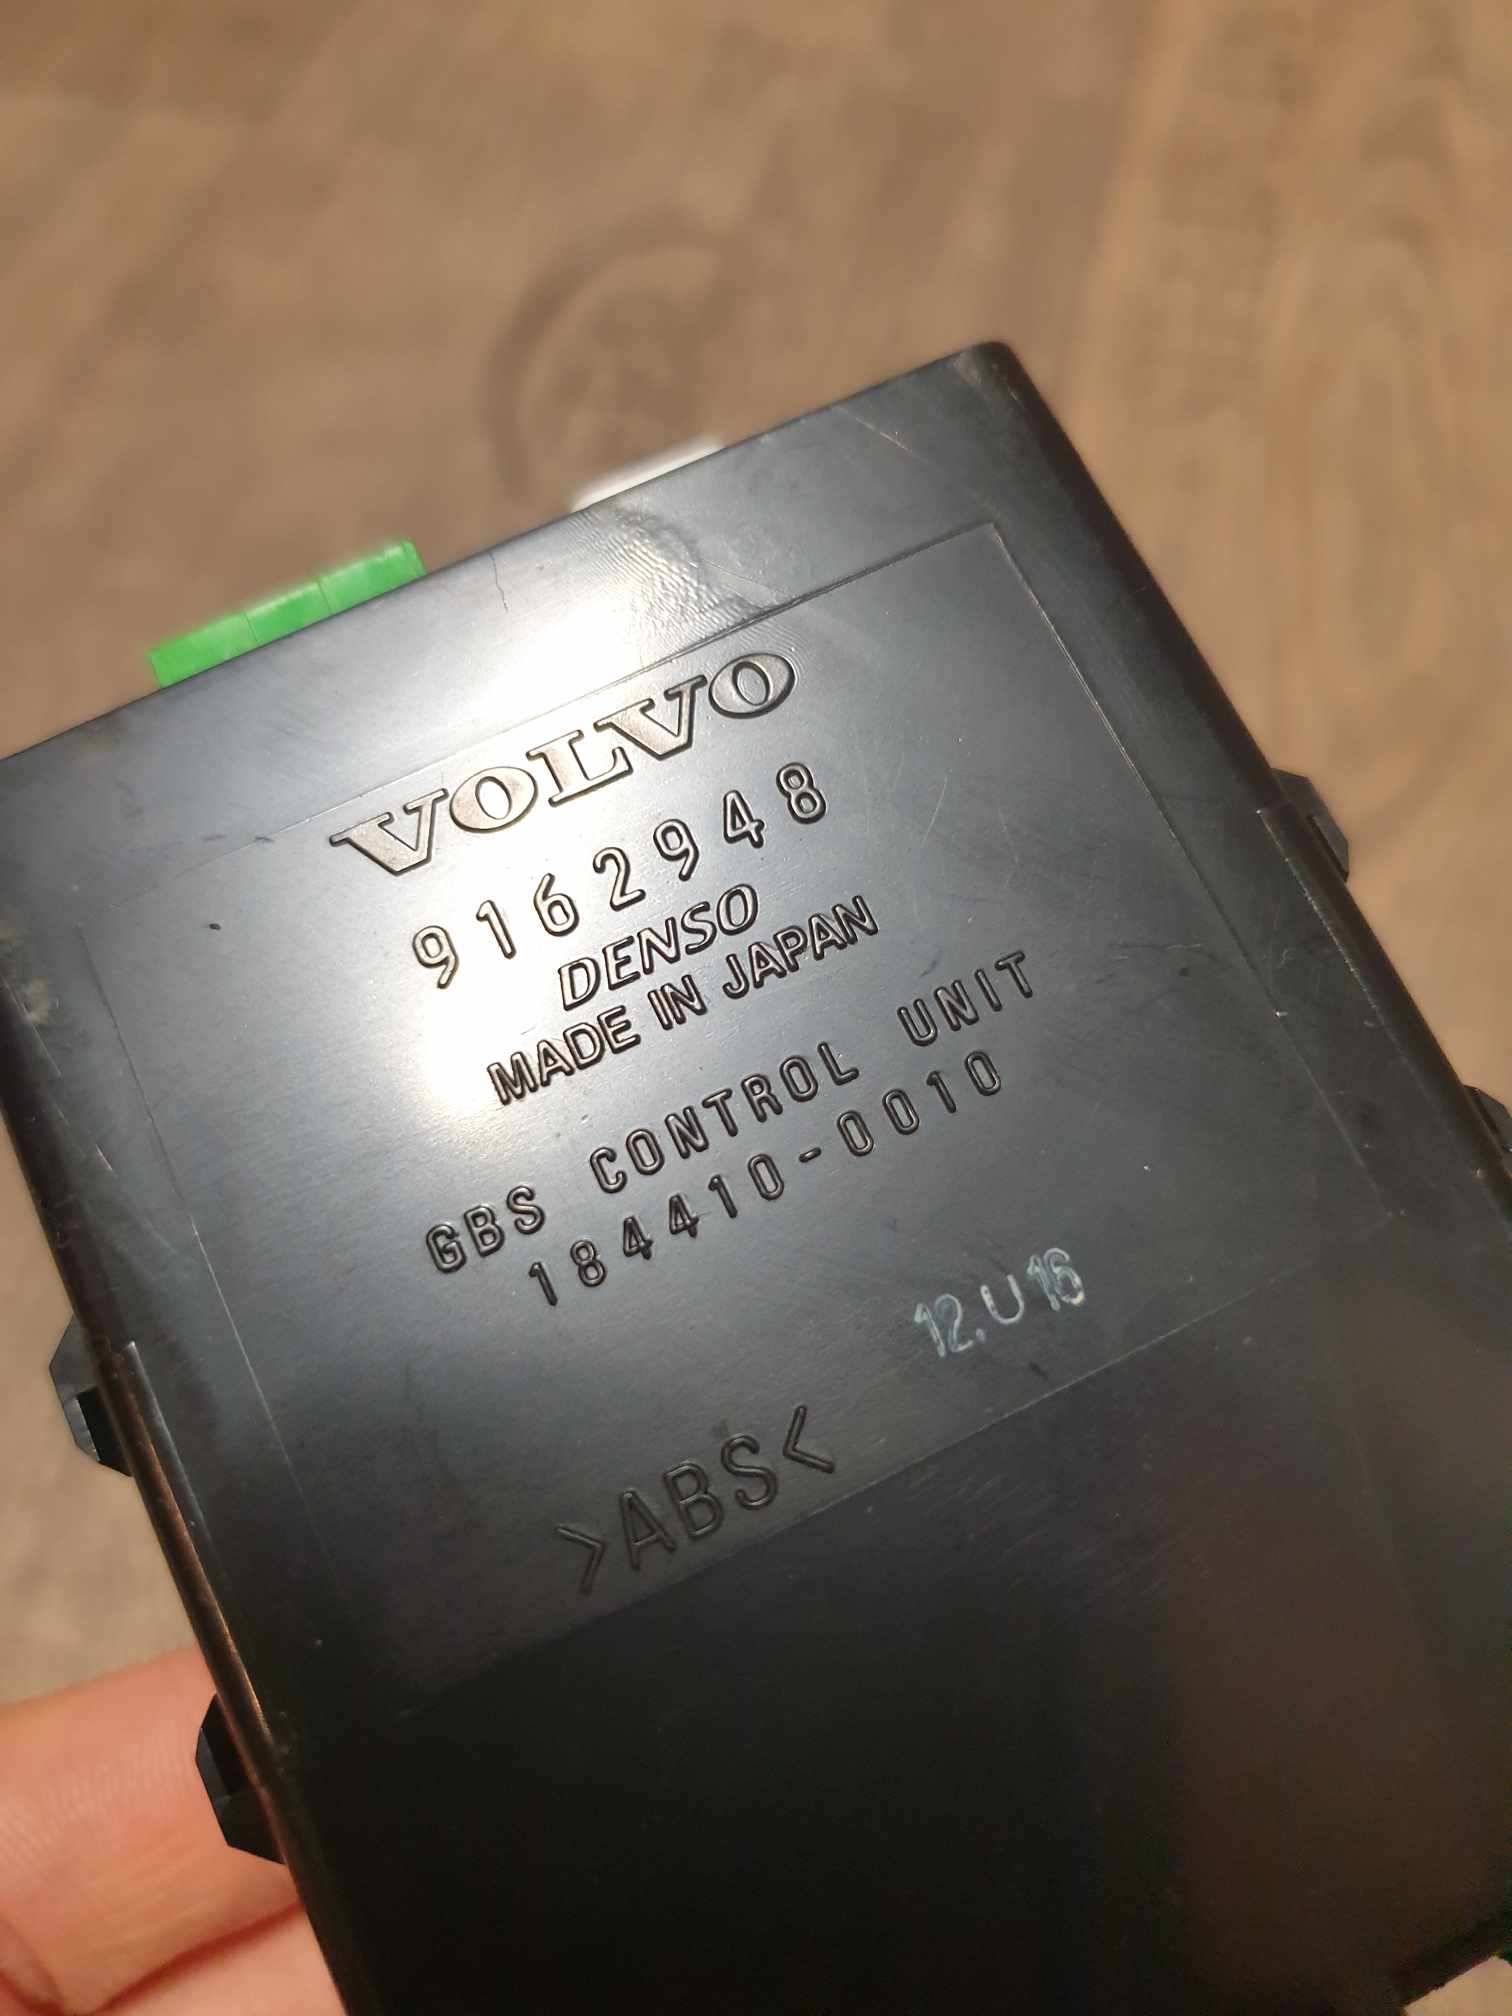 VOLVO
9162948
DENSO
MADE IN JAPAN
GBS CONTROL UNIT
184410-0010
12.U16
>ABS<